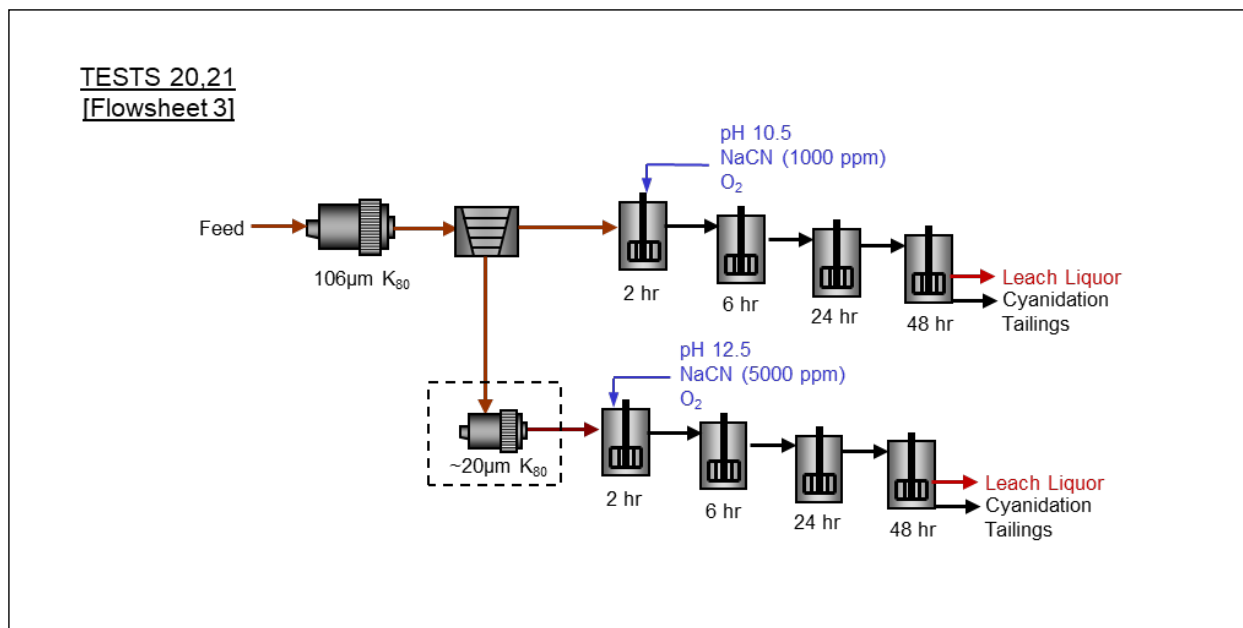 TESTS 20,21
[Flowsheet 3]
pH 10.5
NaCN (1000 ppm)
O₂
Feed
106µm K₈₀
2 hr
6 hr
24 hr
48 hr
Leach Liquor
Cyanidation
Tailings
pH 12.5
NaCN (5000 ppm)
O₂
~20µm K₈₀
2 hr
6 hr
24 hr
48 hr
Leach Liquor
Cyanidation
Tailings